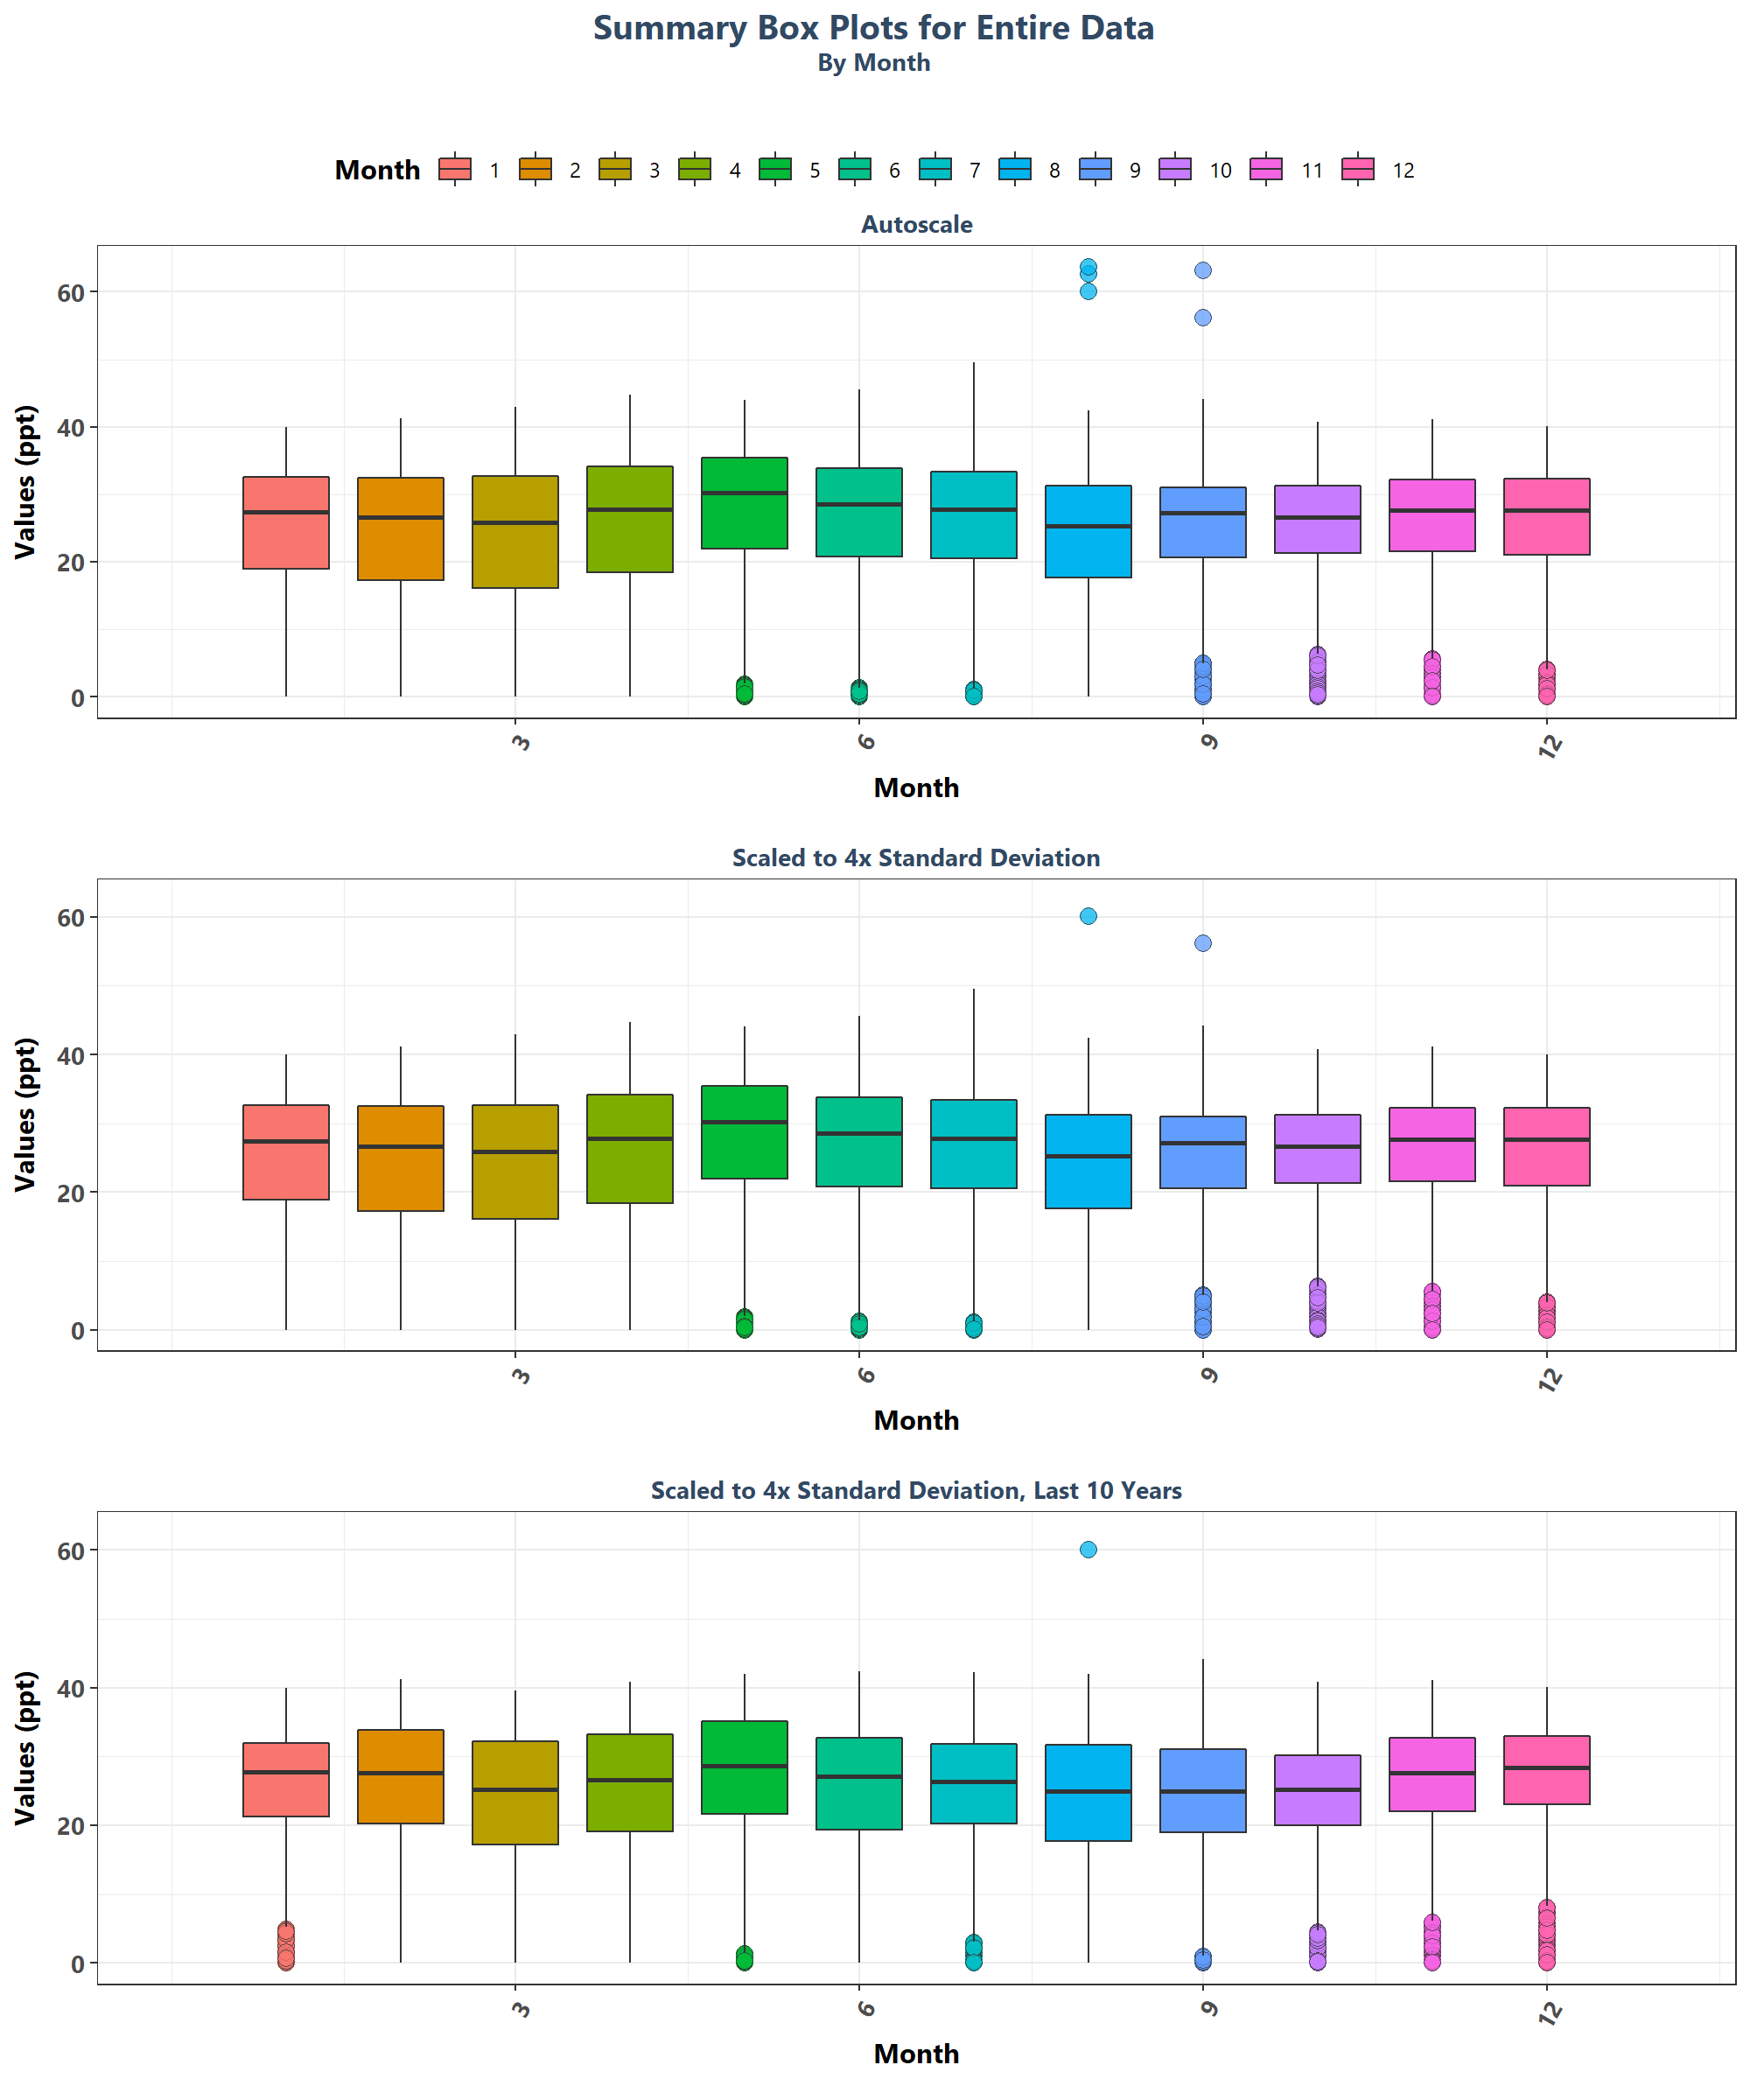 Summary Box Plots for Entire Data
By Month
Month 1 2 3 4 5 6 7 8 9 10 11 12
Autoscale
Values (ppt)
60
40
20
0
3 6 9 12
Month
Scaled to 4x Standard Deviation
Values (ppt)
60
40
20
0
3 6 9 12
Month
Scaled to 4x Standard Deviation, Last 10 Years
Values (ppt)
60
40
20
0
3 6 9 12
Month